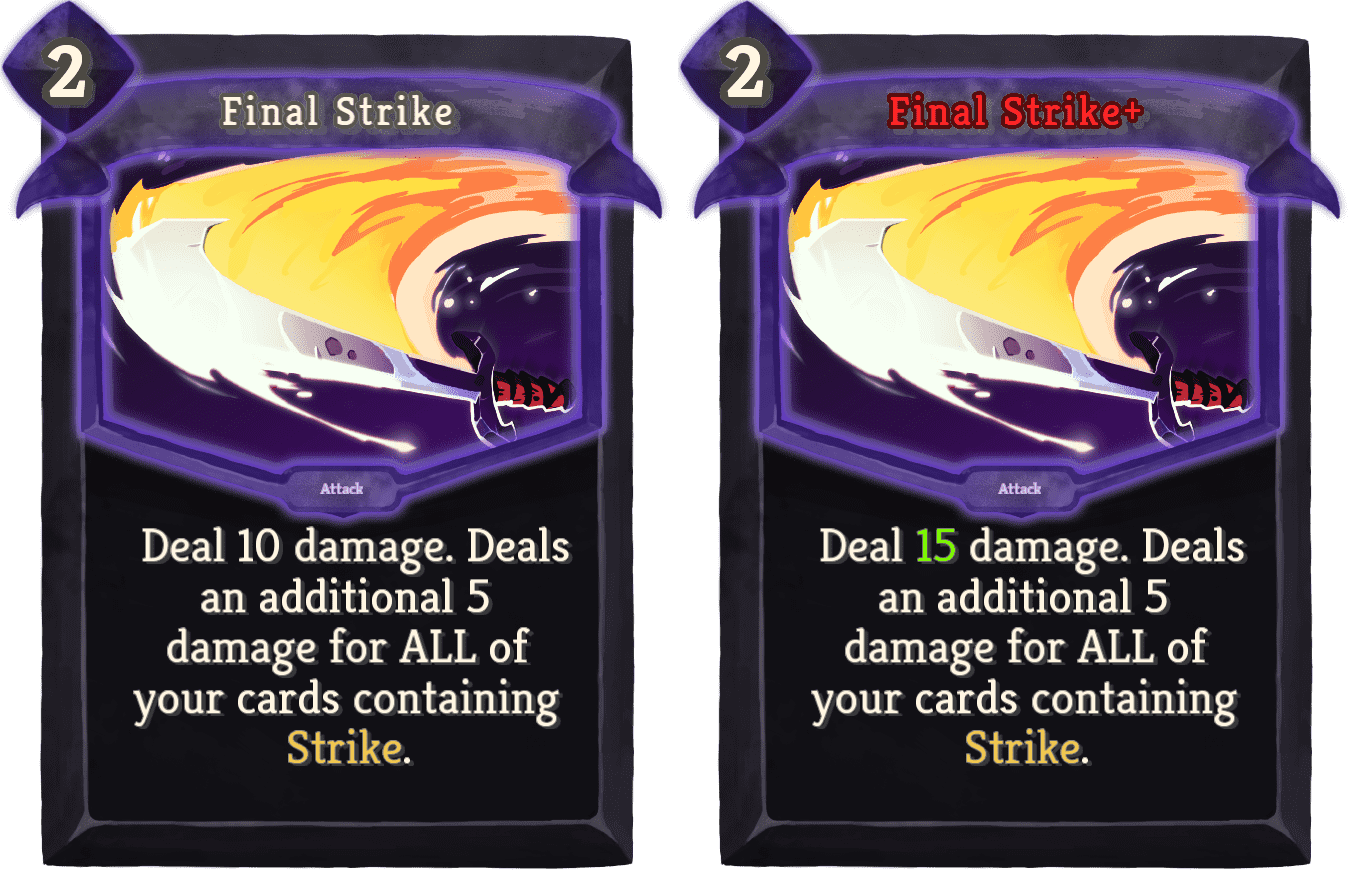 2
Final Strike
Attack
Deal 10 damage. Deals
an additional 5
damage for ALL of
your cards containing
Strike.
2
Final Strike+
Attack
Deal 15 damage. Deals
an additional 5
damage for ALL of
your cards containing
Strike.